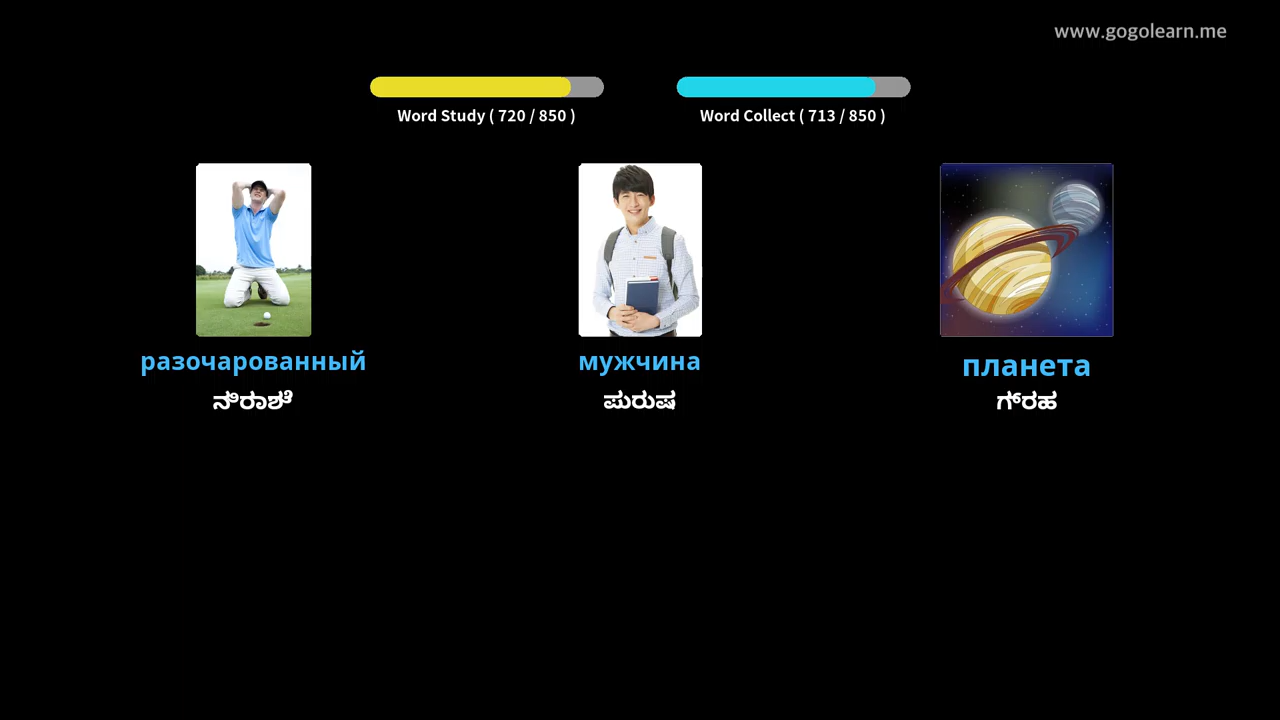 www.gogolearn.me
Word Study ( 720 / 850 )
Word Collect ( 713 / 850 )
разочарованный
мужчина
планета
ನಿರಾಶೆ
ಪುರುಷ
ಗ್ರಹ